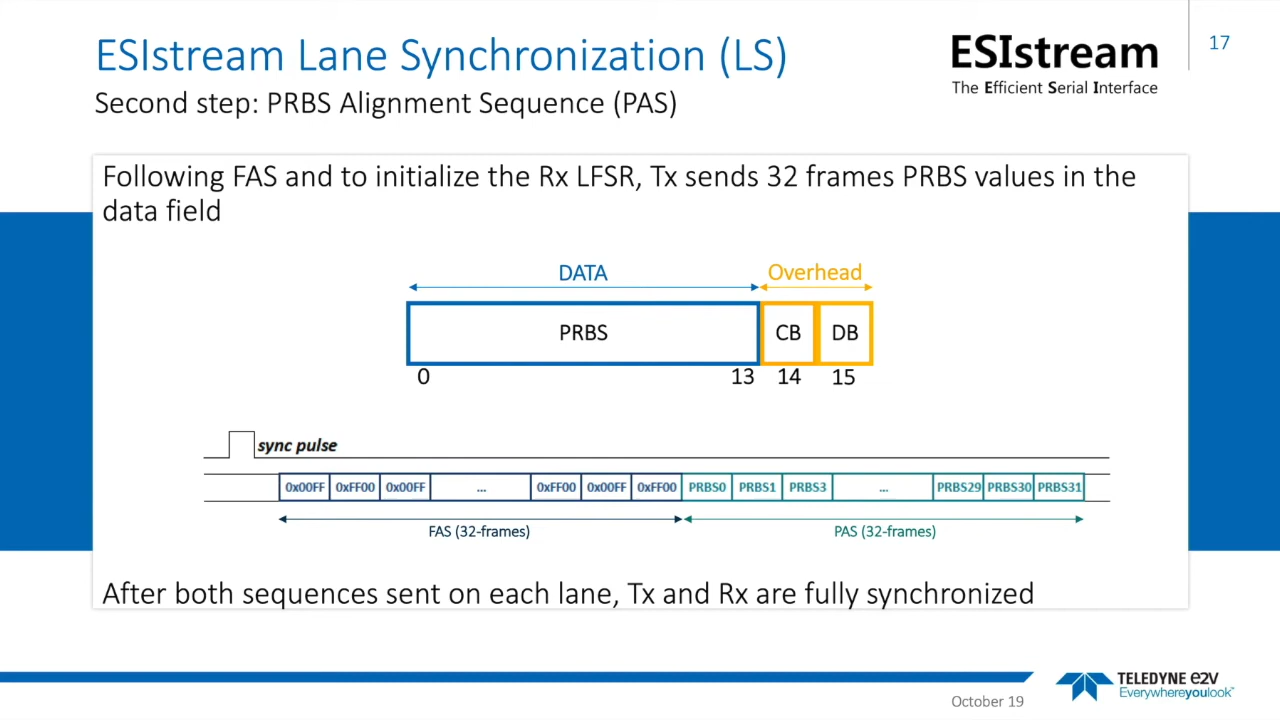 ESIstream Lane Synchronization (LS)
ESIstream
17
Second step: PRBS Alignment Sequence (PAS)
The Efficient Serial Interface
Following FAS and to initialize the Rx LFSR, Tx sends 32 frames PRBS values in the
data field
DATA
Overhead
PRBS
CB
DB
0
13
14
15
sync pulse
0x00FF 0xFF00 0x00FF ... 0xFF00 0x00FF 0xFF00 PRBS0 PRBS1 PRBS3 ... PRBS29 PRBS30 PRBS31
FAS (32-frames)
PAS (32-frames)
After both sequences sent on each lane, Tx and Rx are fully synchronized
TELEDYNE e2v
Everywhereyoulook™
October 19